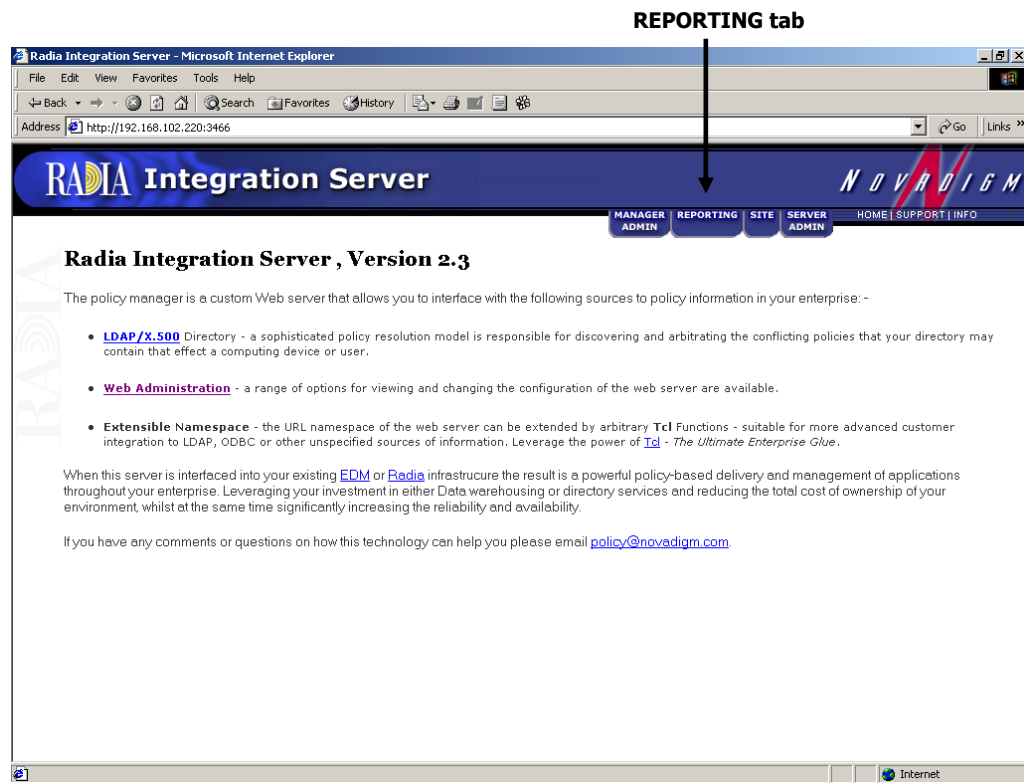 REPORTING tab
Radia Integration Server - Microsoft Internet Explorer
File Edit View Favorites Tools Help
Back Search Favorites History
Address http://192.168.102.220:3466 Go Links »
RADIA Integration Server NOVADIGM
MANAGER ADMIN REPORTING SITE SERVER ADMIN HOME | SUPPORT | INFO
RADIA
Radia Integration Server , Version 2.3
The policy manager is a custom Web server that allows you to interface with the following sources to policy information in your enterprise: -
• LDAP/X.500 Directory - a sophisticated policy resolution model is responsible for discovering and arbitrating the conflicting policies that your directory may
contain that effect a computing device or user.
• Web Administration - a range of options for viewing and changing the configuration of the web server are available.
• Extensible Namespace - the URL namespace of the web server can be extended by arbitrary Tcl Functions - suitable for more advanced customer
integration to LDAP, ODBC or other unspecified sources of information. Leverage the power of Tcl - The Ultimate Enterprise Glue.
When this server is interfaced into your existing EDM or Radia infrastrucure the result is a powerful policy-based delivery and management of applications
throughout your enterprise. Leveraging your investment in either Data warehousing or directory services and reducing the total cost of ownership of your
environment, whilst at the same time significantly increasing the reliability and availability.
If you have any comments or questions on how this technology can help you please email policy@novadigm.com.
Internet